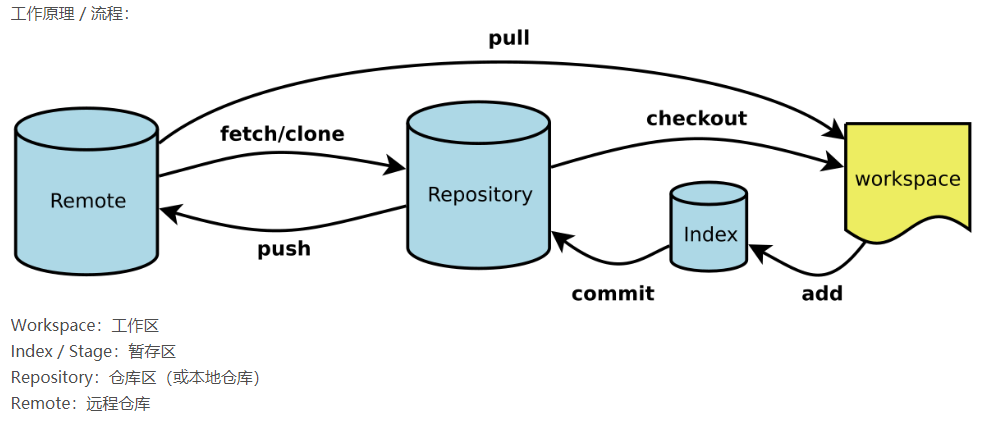 工作原理 / 流程：
pull
fetch/clone
checkout
Remote
Repository
workspace
Index
push
commit
add
Workspace：工作区
Index / Stage：暂存区
Repository：仓库区（或本地仓库）
Remote：远程仓库